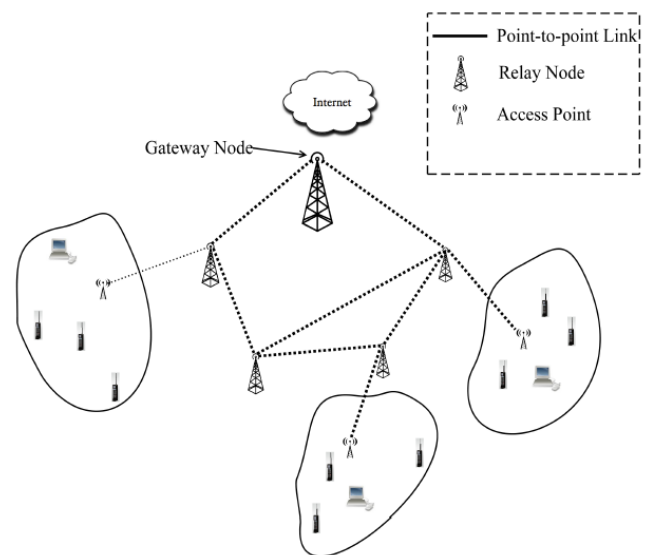 Point-to-point Link
Relay Node
Access Point
Internet
Gateway Node